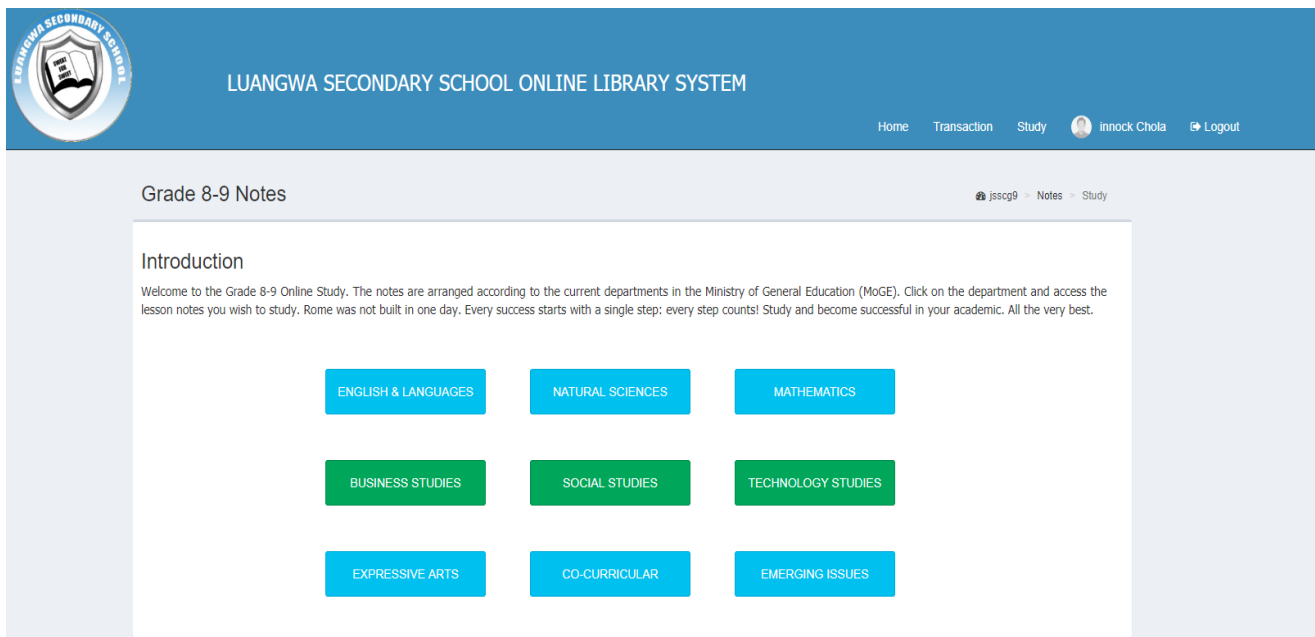 LUANGWA SECONDARY SCHOOL
SWEAT
FOR
SWEET
LUANGWA SECONDARY SCHOOL ONLINE LIBRARY SYSTEM
Home Transaction Study innock Chola Logout
Grade 8-9 Notes
jsscg9 > Notes > Study
Introduction
Welcome to the Grade 8-9 Online Study. The notes are arranged according to the current departments in the Ministry of General Education (MoGE). Click on the department and access the
lesson notes you wish to study. Rome was not built in one day. Every success starts with a single step: every step counts! Study and become successful in your academic. All the very best.
ENGLISH & LANGUAGES NATURAL SCIENCES MATHEMATICS
BUSINESS STUDIES SOCIAL STUDIES TECHNOLOGY STUDIES
EXPRESSIVE ARTS CO-CURRICULAR EMERGING ISSUES